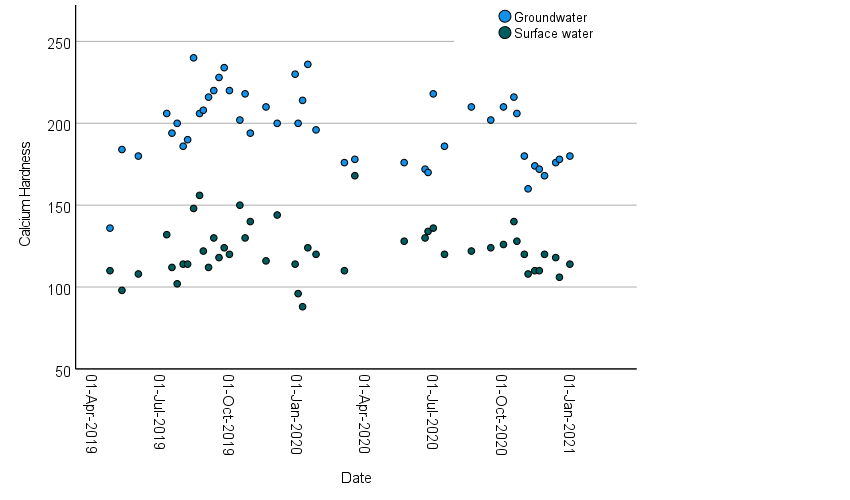 Groundwater
Surface water
250
200
150
100
50
Calcium Hardness
01-Apr-2019
01-Jul-2019
01-Oct-2019
01-Jan-2020
01-Apr-2020
01-Jul-2020
01-Oct-2020
01-Jan-2021
Date